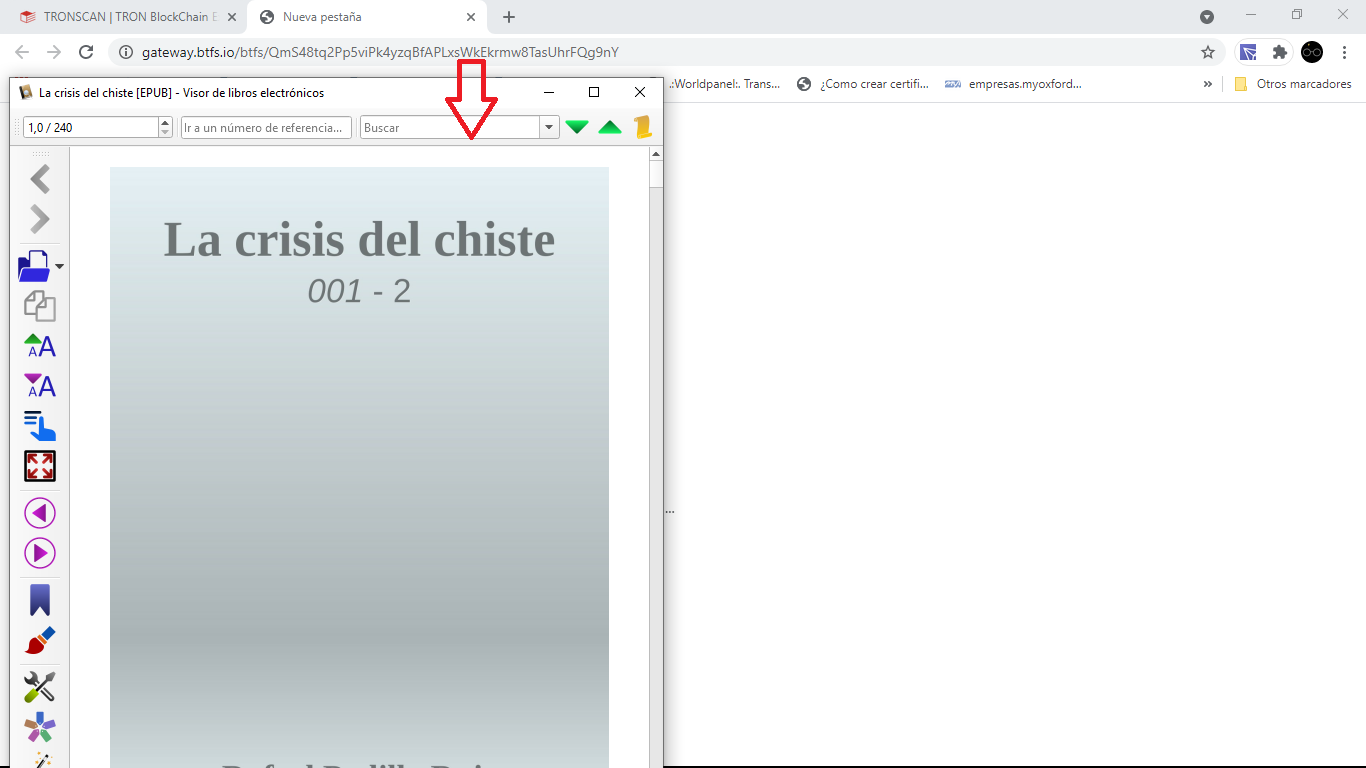 TRONSCAN | TRON BlockChain E
Nueva pestaña
gateway.btfs.io/btfs/QmS48tq2Pp5viPk4yzqBfAPLxsWkEkrmw8TasUhrFQg9nY
.:Worldpanel:. Trans...
¿Como crear certifi...
empresas.myoxford...
»
Otros marcadores
La crisis del chiste [EPUB] - Visor de libros electrónicos
1,0 / 240
Ir a un número de referencia...
Buscar
La crisis del chiste
001 - 2
AA
AA
...